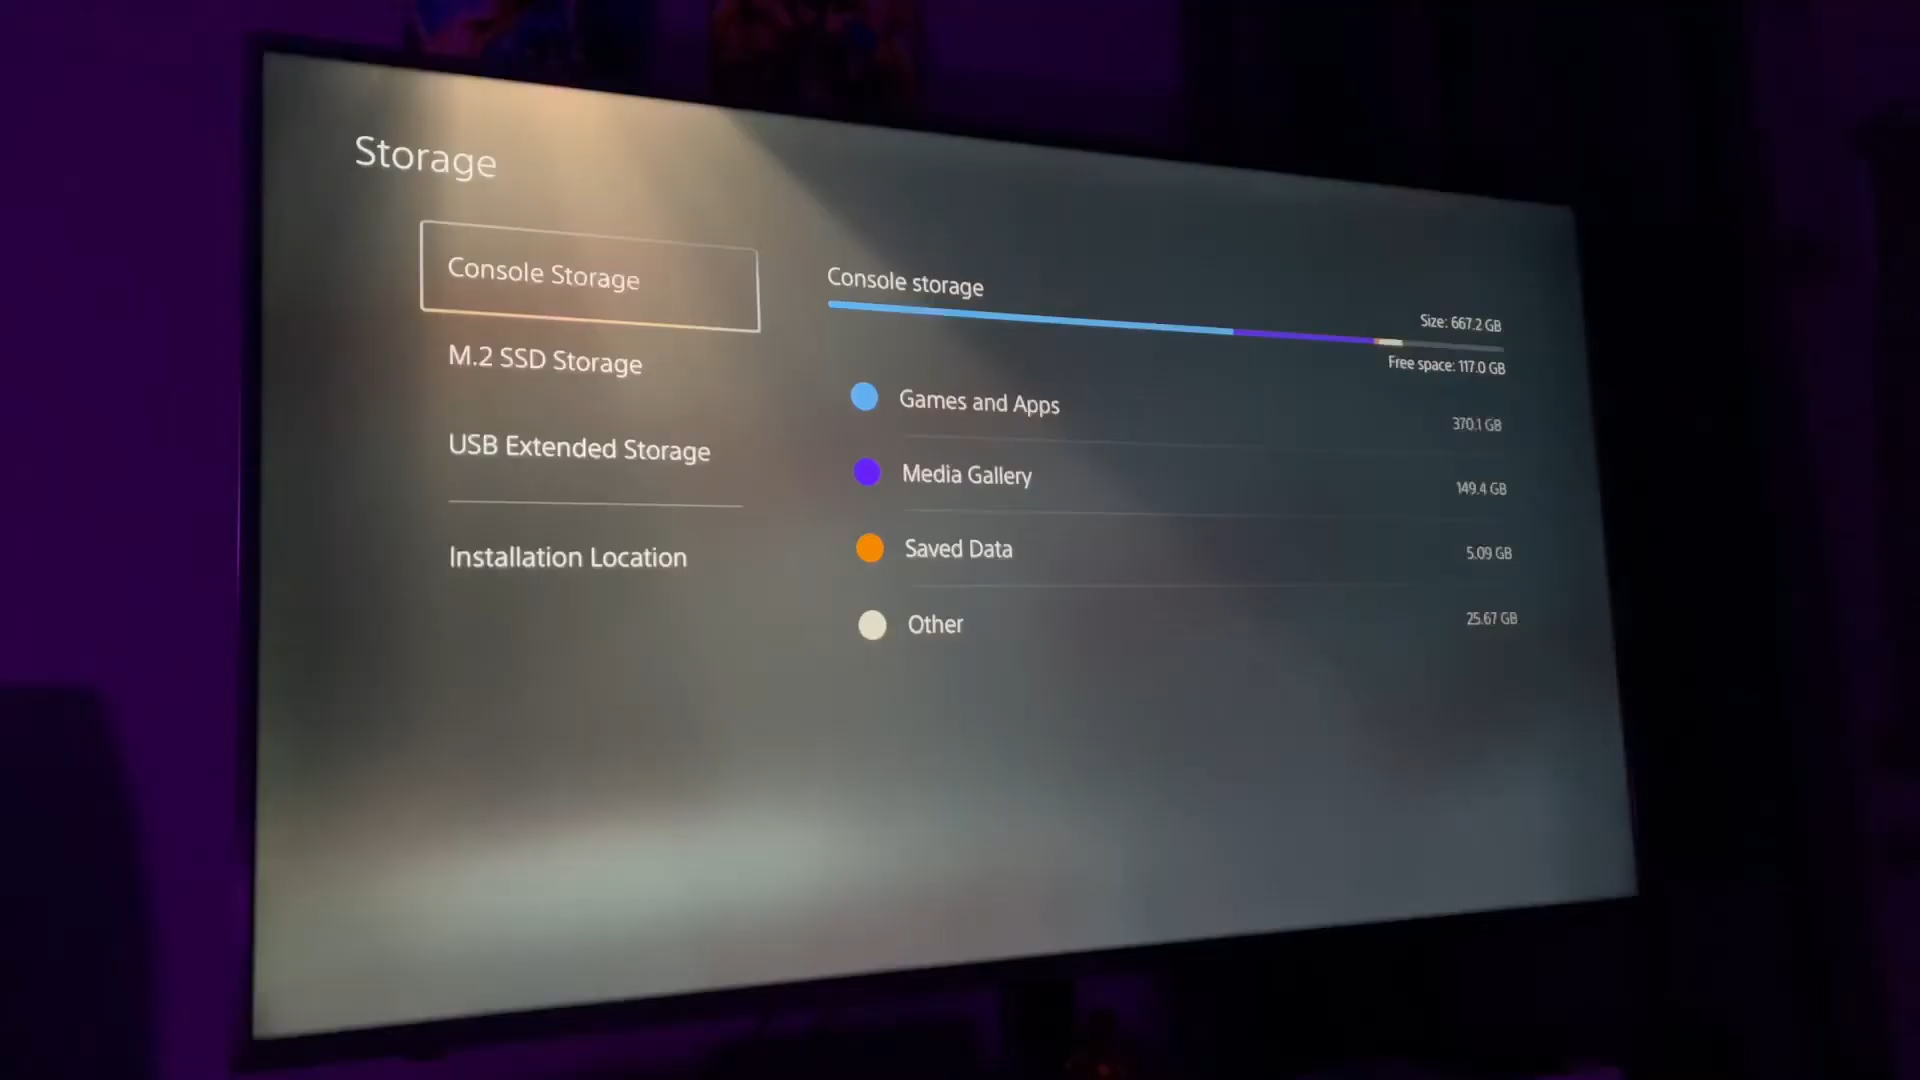 Storage
Console Storage
M.2 SSD Storage
USB Extended Storage
Installation Location
Console storage
Size: 667.2 GB
Free space: 117.0 GB
Games and Apps
370.1 GB
Media Gallery
149.4 GB
Saved Data
5.09 GB
Other
25.67 GB